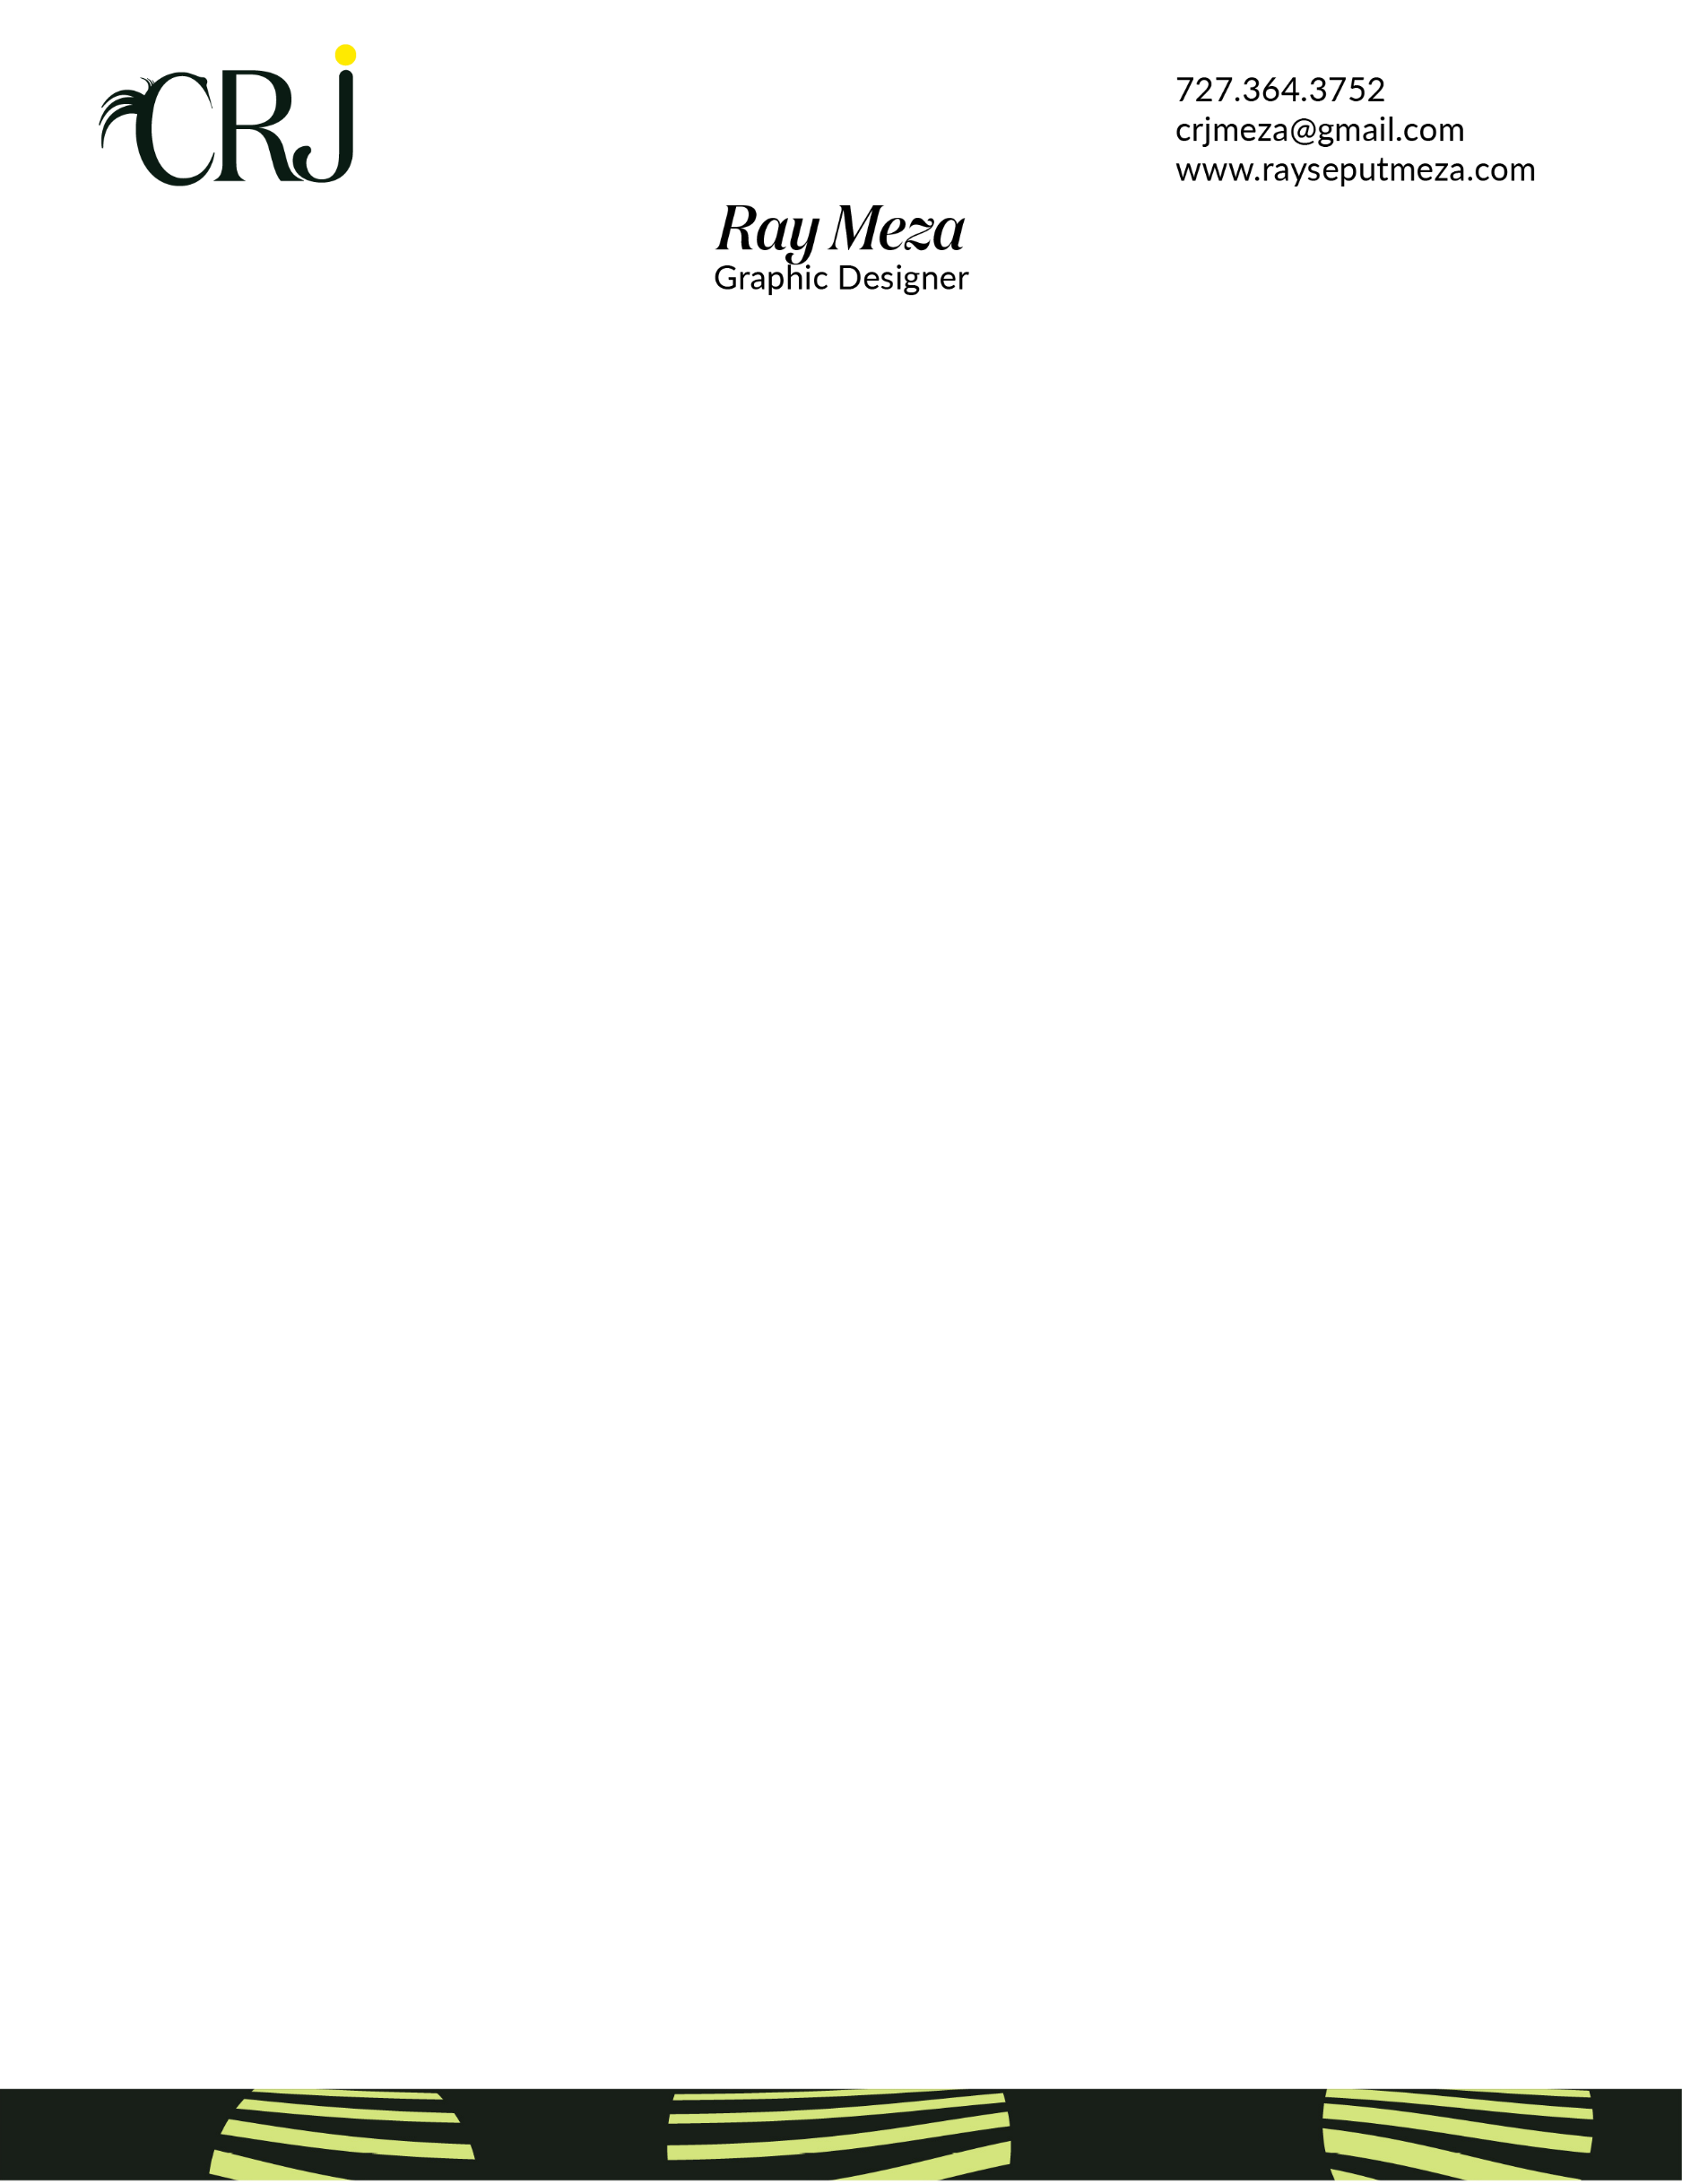 CRJ
727.364.3752
crjmeza@gmail.com
www.rayseputmeza.com
Ray Meza
Graphic Designer